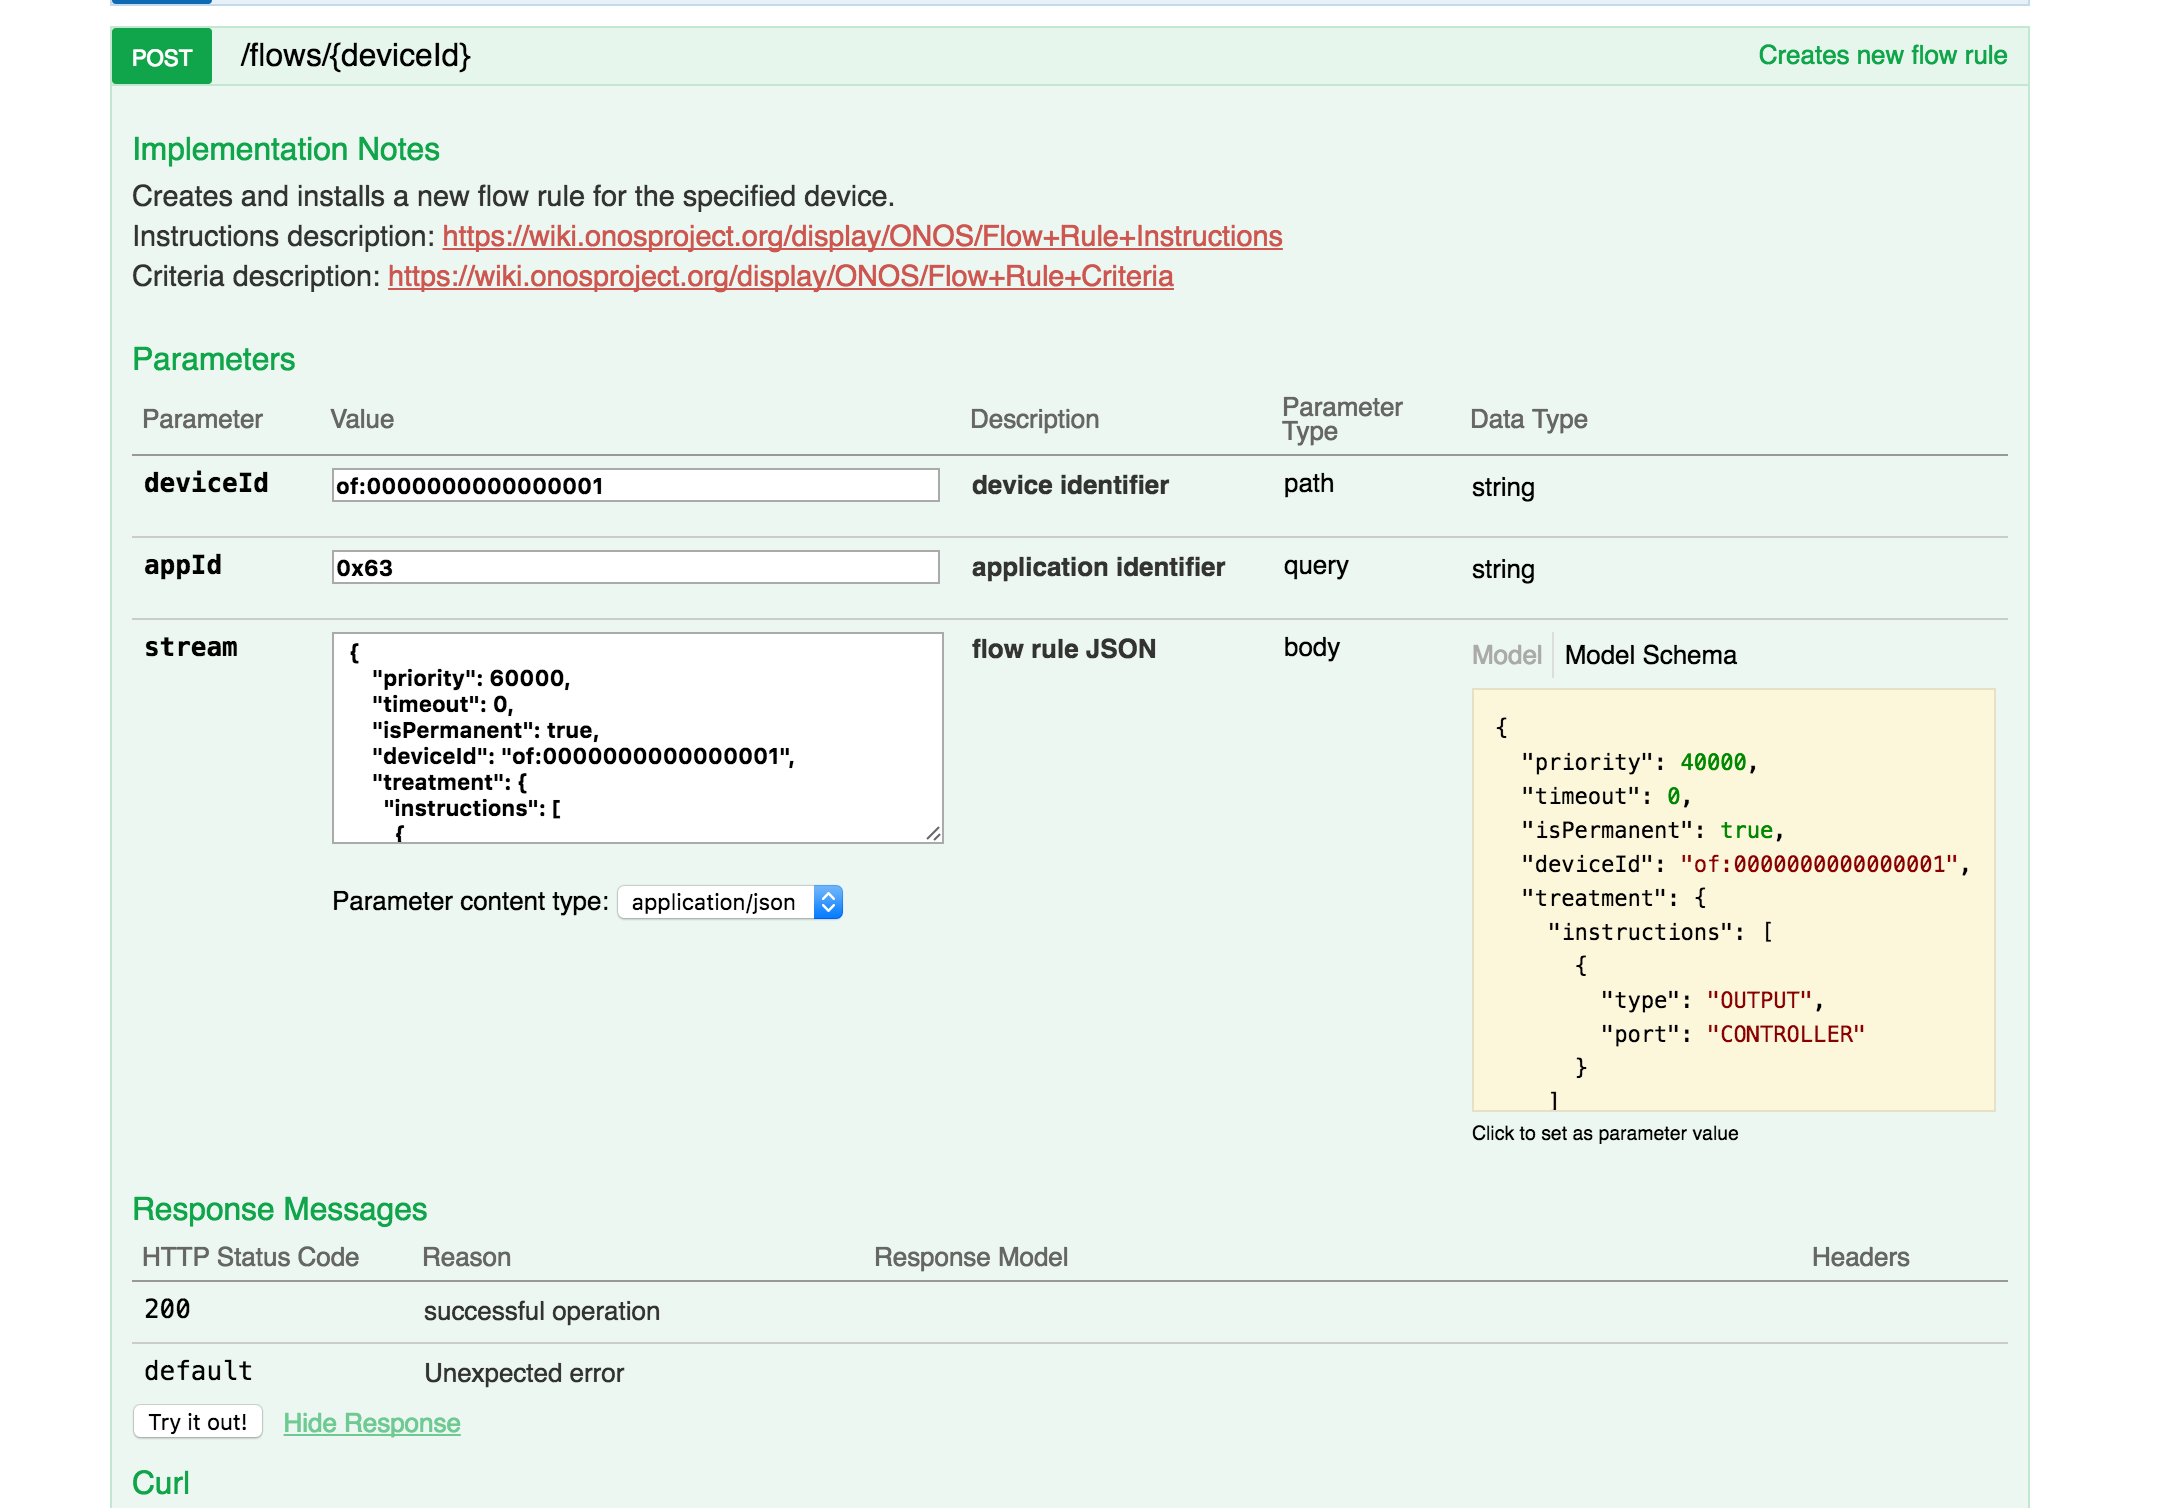 POST /flows/{deviceId} Creates new flow rule
Implementation Notes
Creates and installs a new flow rule for the specified device.
Instructions description: https://wiki.onosproject.org/display/ONOS/Flow+Rule+Instructions
Criteria description: https://wiki.onosproject.org/display/ONOS/Flow+Rule+Criteria
Parameters
Parameter Value Description Parameter Type Data Type
deviceId of:0000000000000001 device identifier path string
appId 0x63 application identifier query string
stream
{
"priority": 60000,
"timeout": 0,
"isPermanent": true,
"deviceId": "of:0000000000000001",
"treatment": {
"instructions": [
{
flow rule JSON body
Model Model Schema
{
"priority": 40000,
"timeout": 0,
"isPermanent": true,
"deviceId": "of:0000000000000001",
"treatment": {
"instructions": [
{
"type": "OUTPUT",
"port": "CONTROLLER"
}
]
Click to set as parameter value
Parameter content type: application/json
Response Messages
HTTP Status Code Reason Response Model Headers
200 successful operation
default Unexpected error
Try it out! Hide Response
Curl